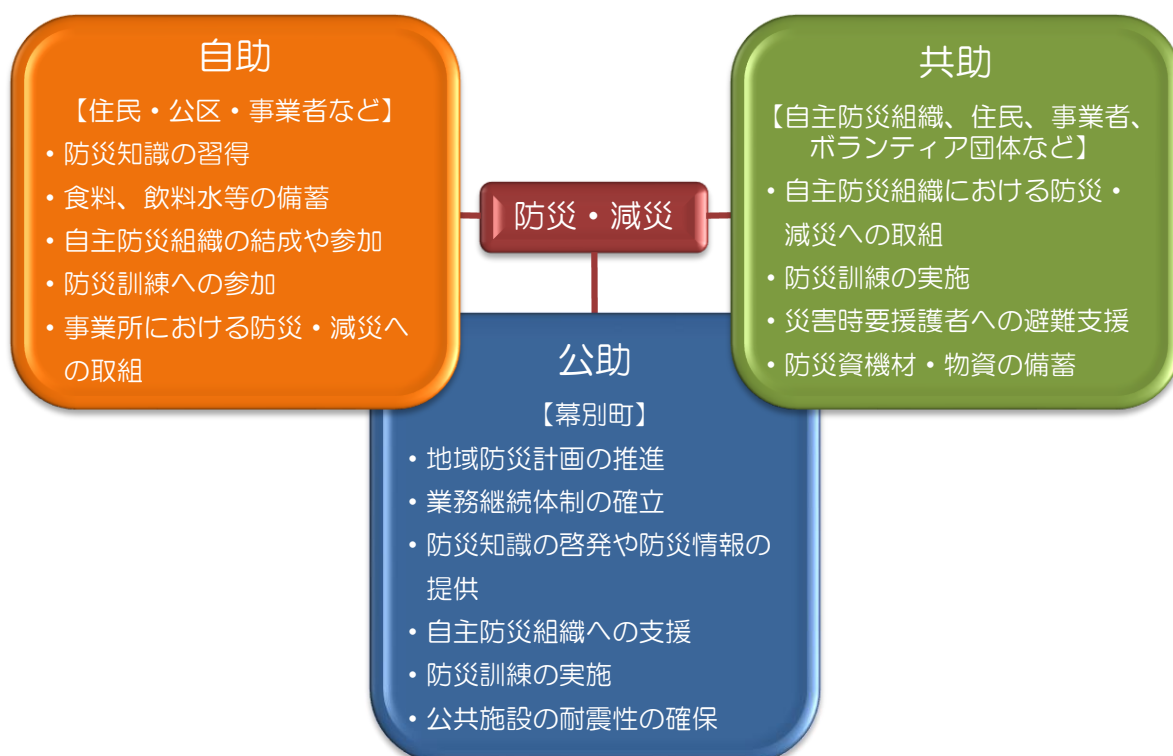 自助
【住民・公区・事業者など】
・防災知識の習得
・食料、飲料水等の備蓄
・自主防災組織の結成や参加
・防災訓練への参加
・事業所における防災・減災へ
の取組
防災・減災
共助
【自主防災組織、住民、事業者、
ボランティア団体など】
・自主防災組織における防災・
減災への取組
・防災訓練の実施
・災害時要援護者への避難支援
・防災資機材・物資の備蓄
公助
【幕別町】
・地域防災計画の推進
・業務継続体制の確立
・防災知識の啓発や防災情報の
提供
・自主防災組織への支援
・防災訓練の実施
・公共施設の耐震性の確保